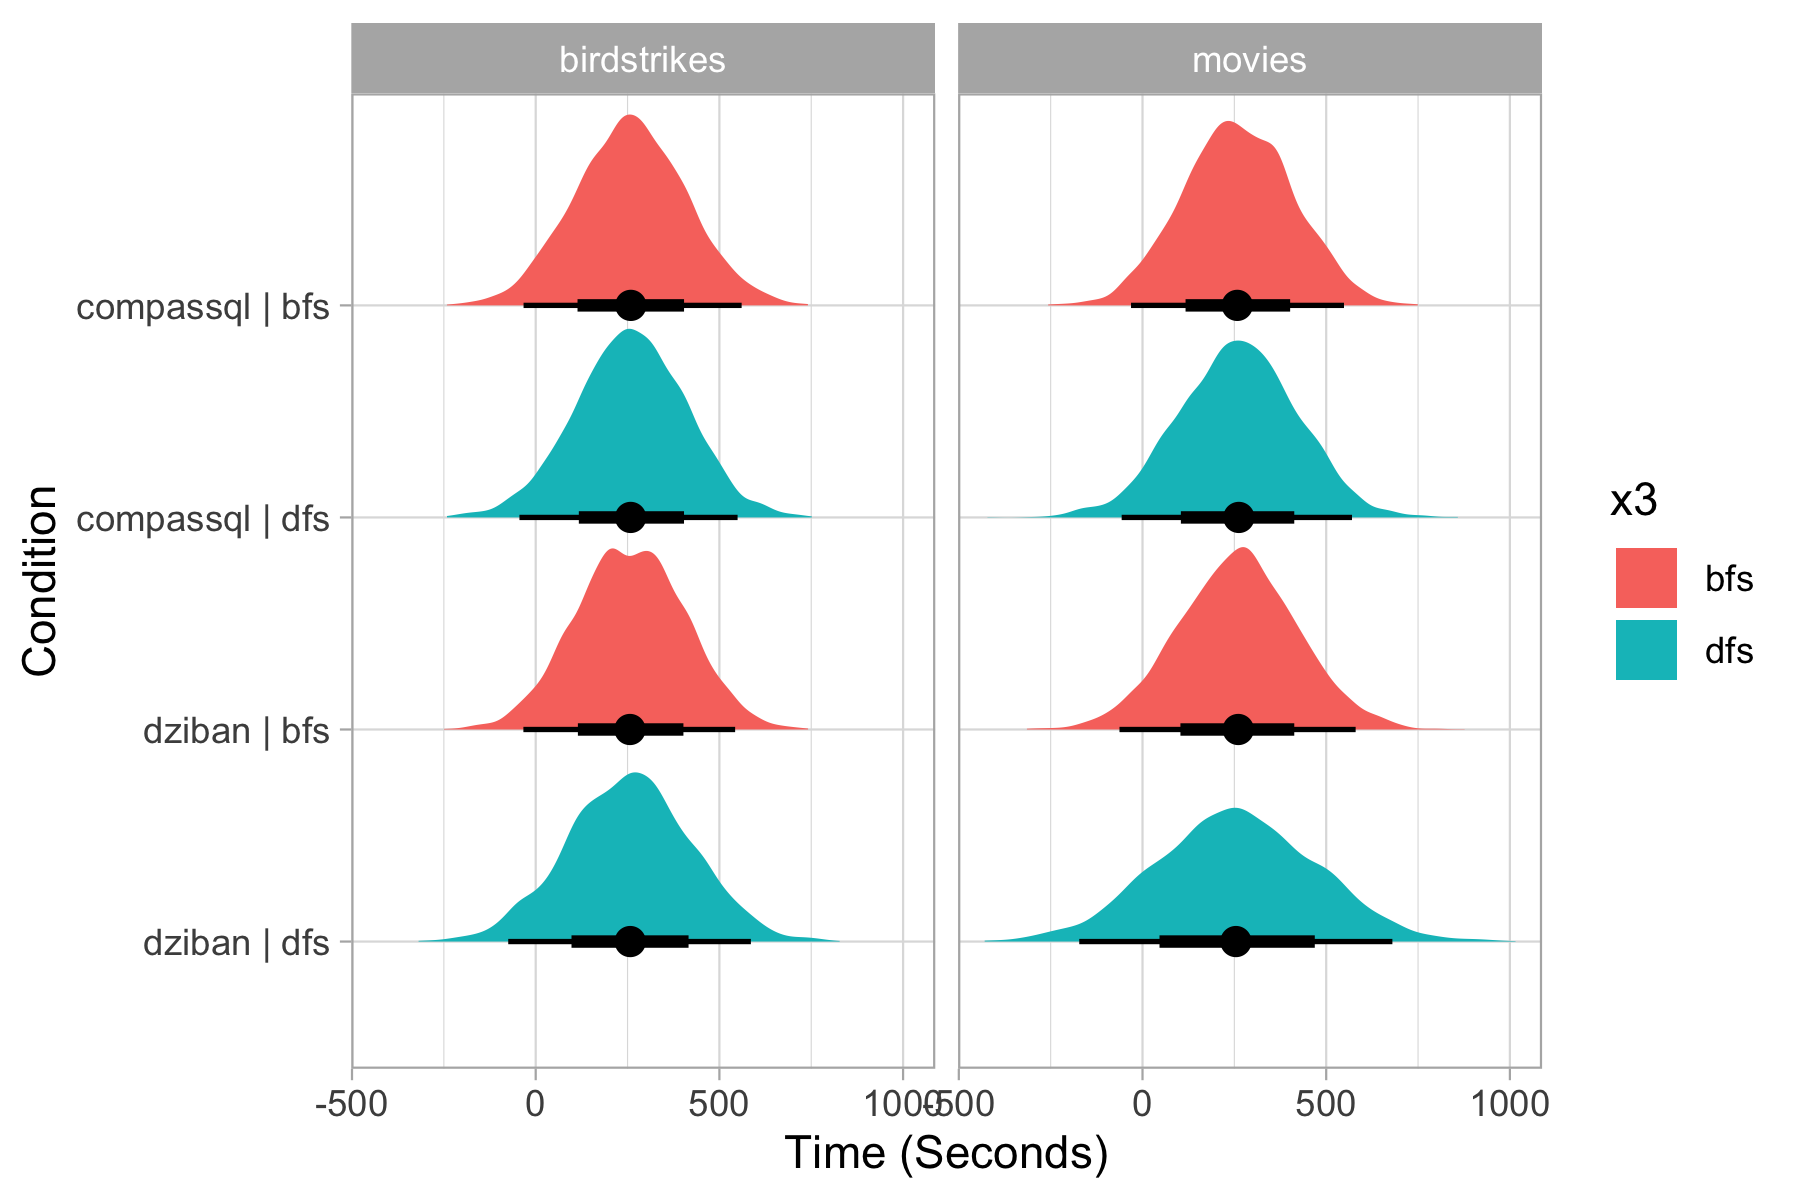 birdstrikes
movies
compassql | bfs
compassql | dfs
dziban | bfs
dziban | dfs
Condition
-500 0 500 1000
-500 0 500 1000
Time (Seconds)
x3
bfs
dfs